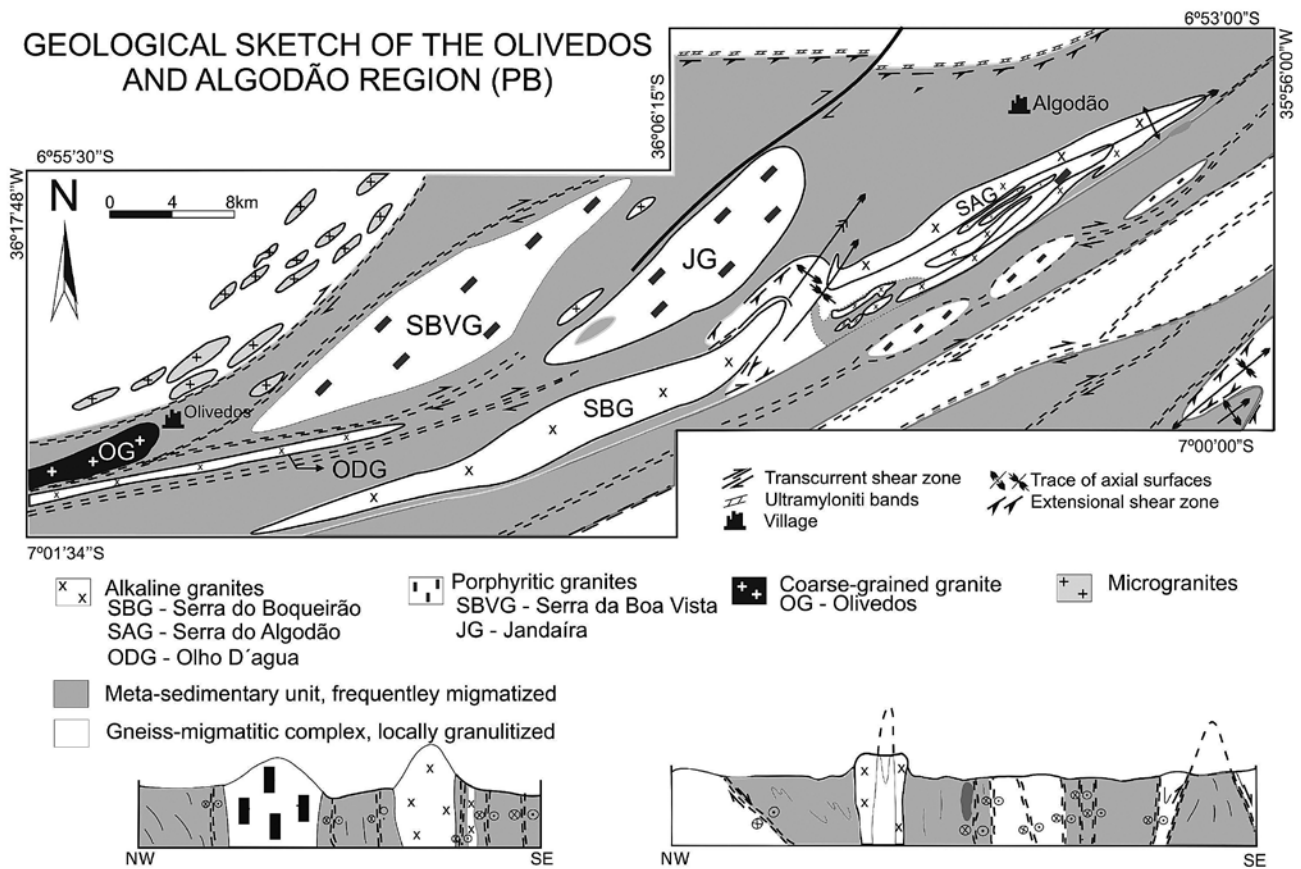 GEOLOGICAL SKETCH OF THE OLIVEDOS
AND ALGODÃO REGION (PB)
6º53'00''S
35º56'00''W
36º06'15''S
6º55'30''S
36º17'48''W
N
0 4 8km
Algodão
SAG
JG
SBVG
SBG
Olivedos
OG
ODG
7º00'00''S
7º01'34''S
Transcurrent shear zone
Ultramyloniti bands
Village
Trace of axial surfaces
Extensional shear zone
Alkaline granites
SBG - Serra do Boqueirão
SAG - Serra do Algodão
ODG - Olho D´agua
Porphyritic granites
SBVG - Serra da Boa Vista
JG - Jandaíra
Coarse-grained granite
OG - Olivedos
Microgranites
Meta-sedimentary unit, frequentley migmatized
Gneiss-migmatitic complex, locally granulitized
NW
SE
NW
SE